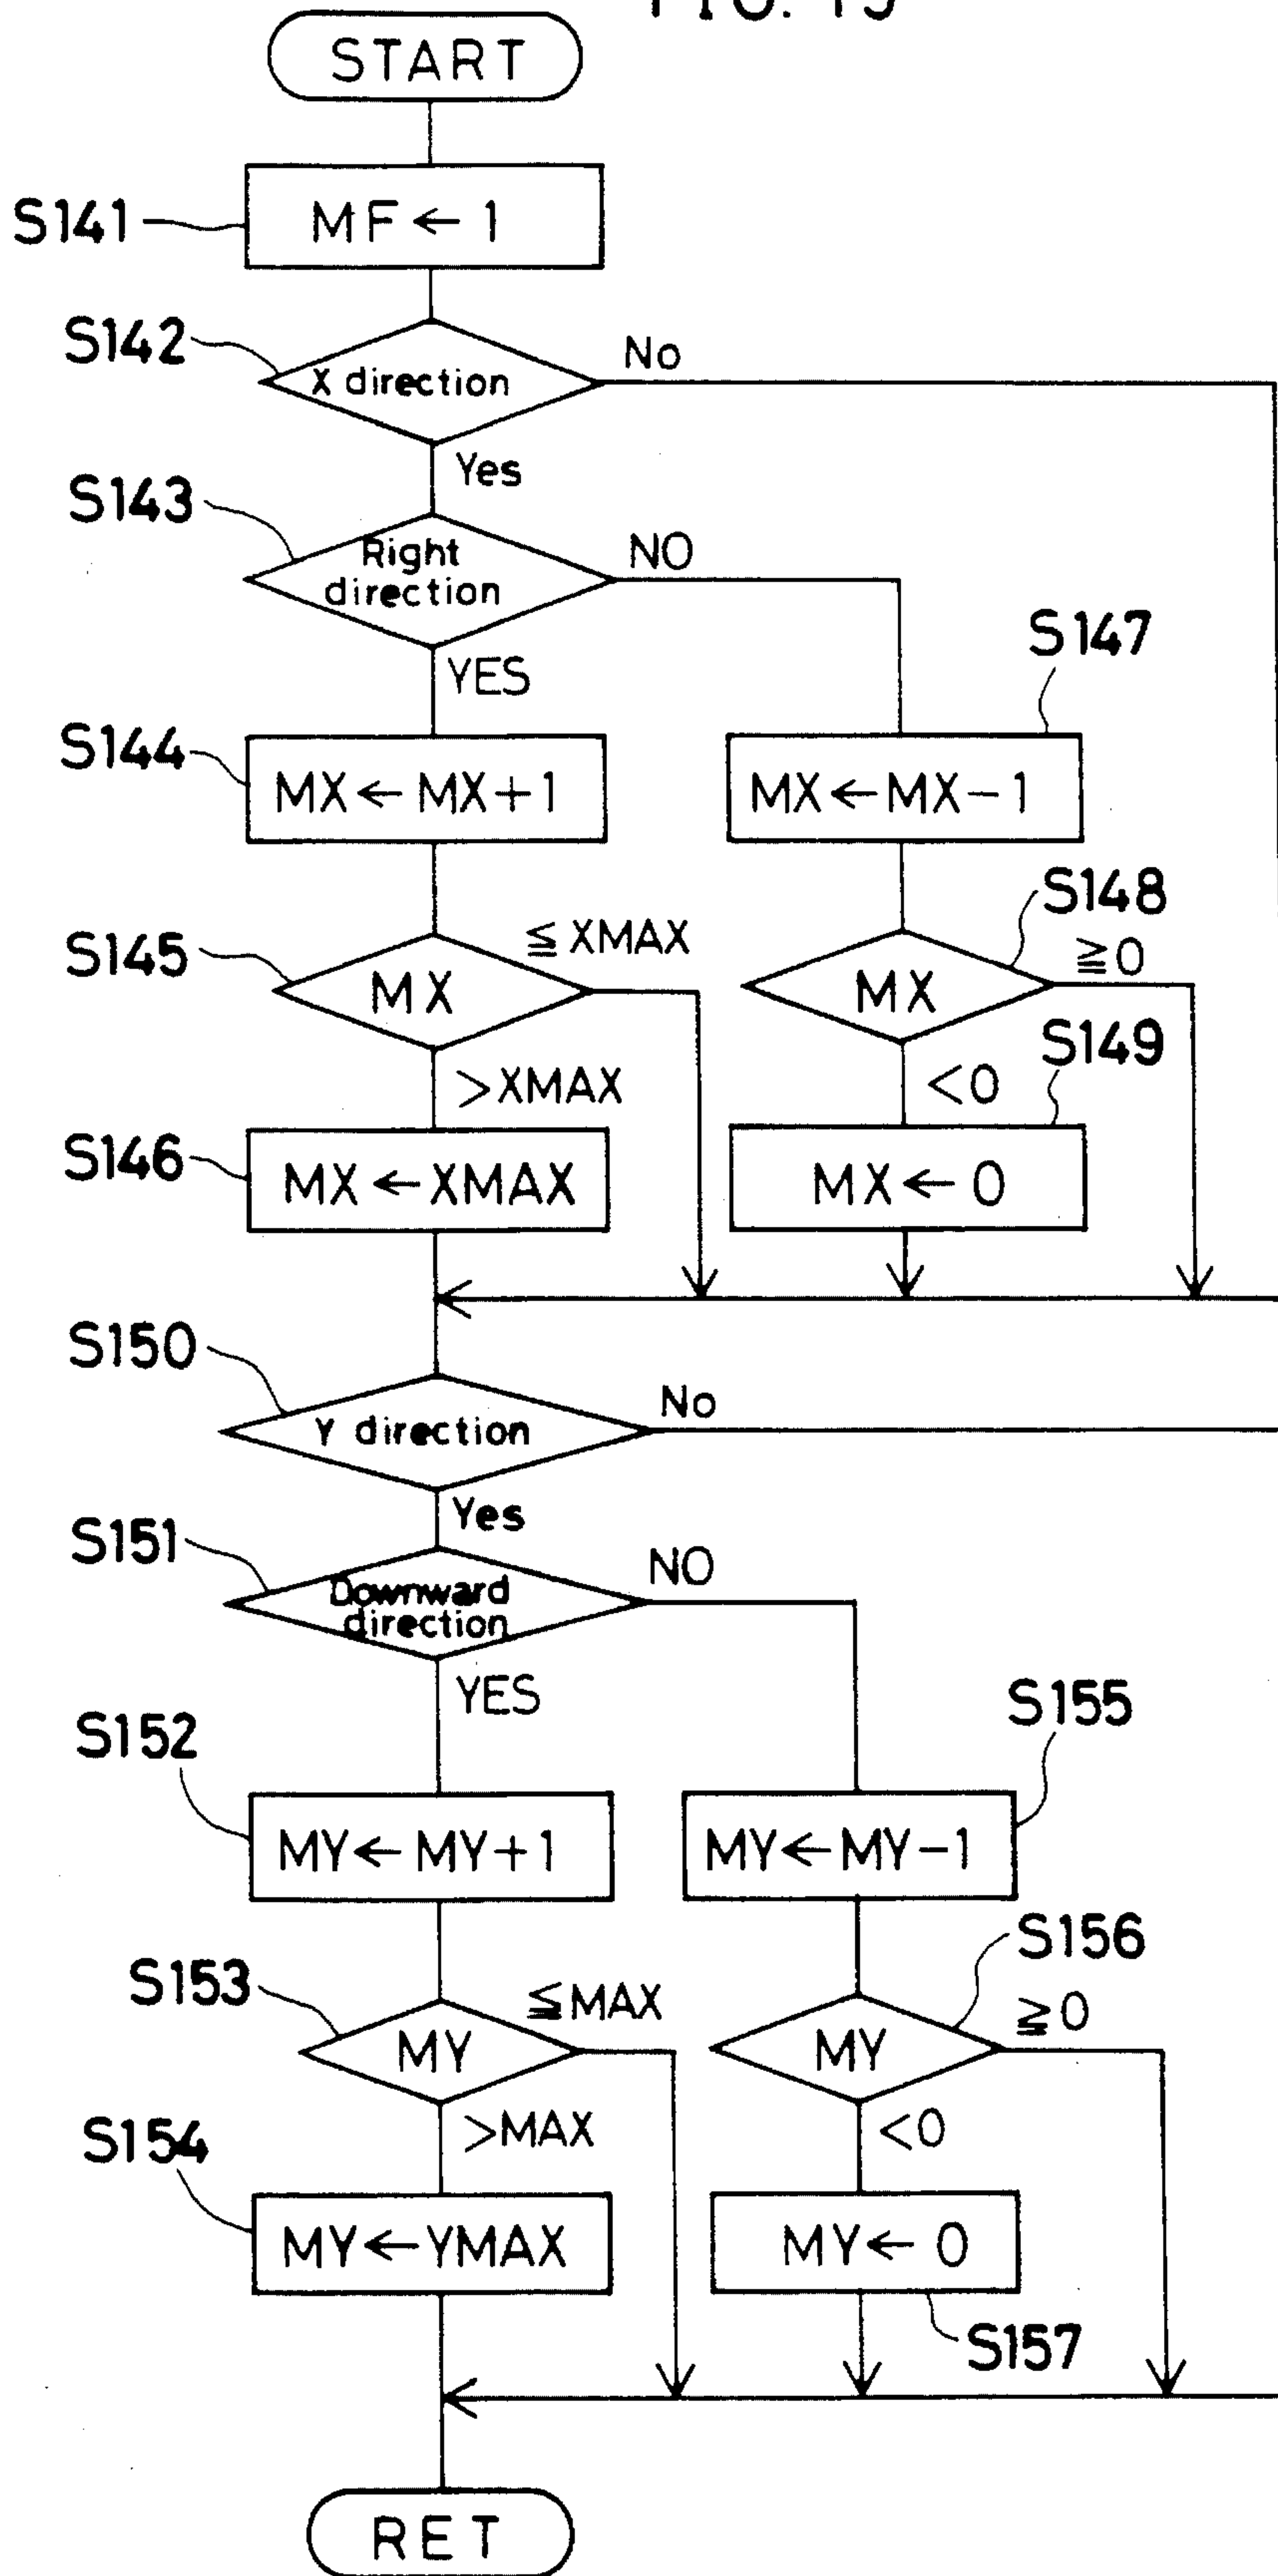 START
S141
MF ← 1
S142
X direction
No
Yes
S143
Right
direction
NO
YES
S147
S144
MX ← MX+1
MX ← MX-1
S148
S145
MX
≦ XMAX
MX
≧0
>XMAX
<0
S149
S146
MX ← XMAX
MX ← 0
S150
Y direction
No
Yes
S151
Downward
direction
NO
YES
S155
S152
MY ← MY+1
MY ← MY-1
S156
S153
MY
≦MAX
MY
≧0
>MAX
<0
S154
MY ← YMAX
MY ← 0
S157
RET